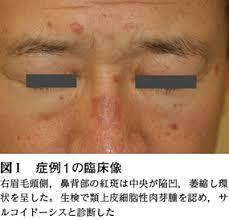 図1　症例1の臨床像
右眉毛頭側，鼻背部の紅斑は中央が陥凹，萎縮し環
状を呈した。生検で類上皮細胞性肉芽腫を認め，サ
ルコイドーシスと診断した